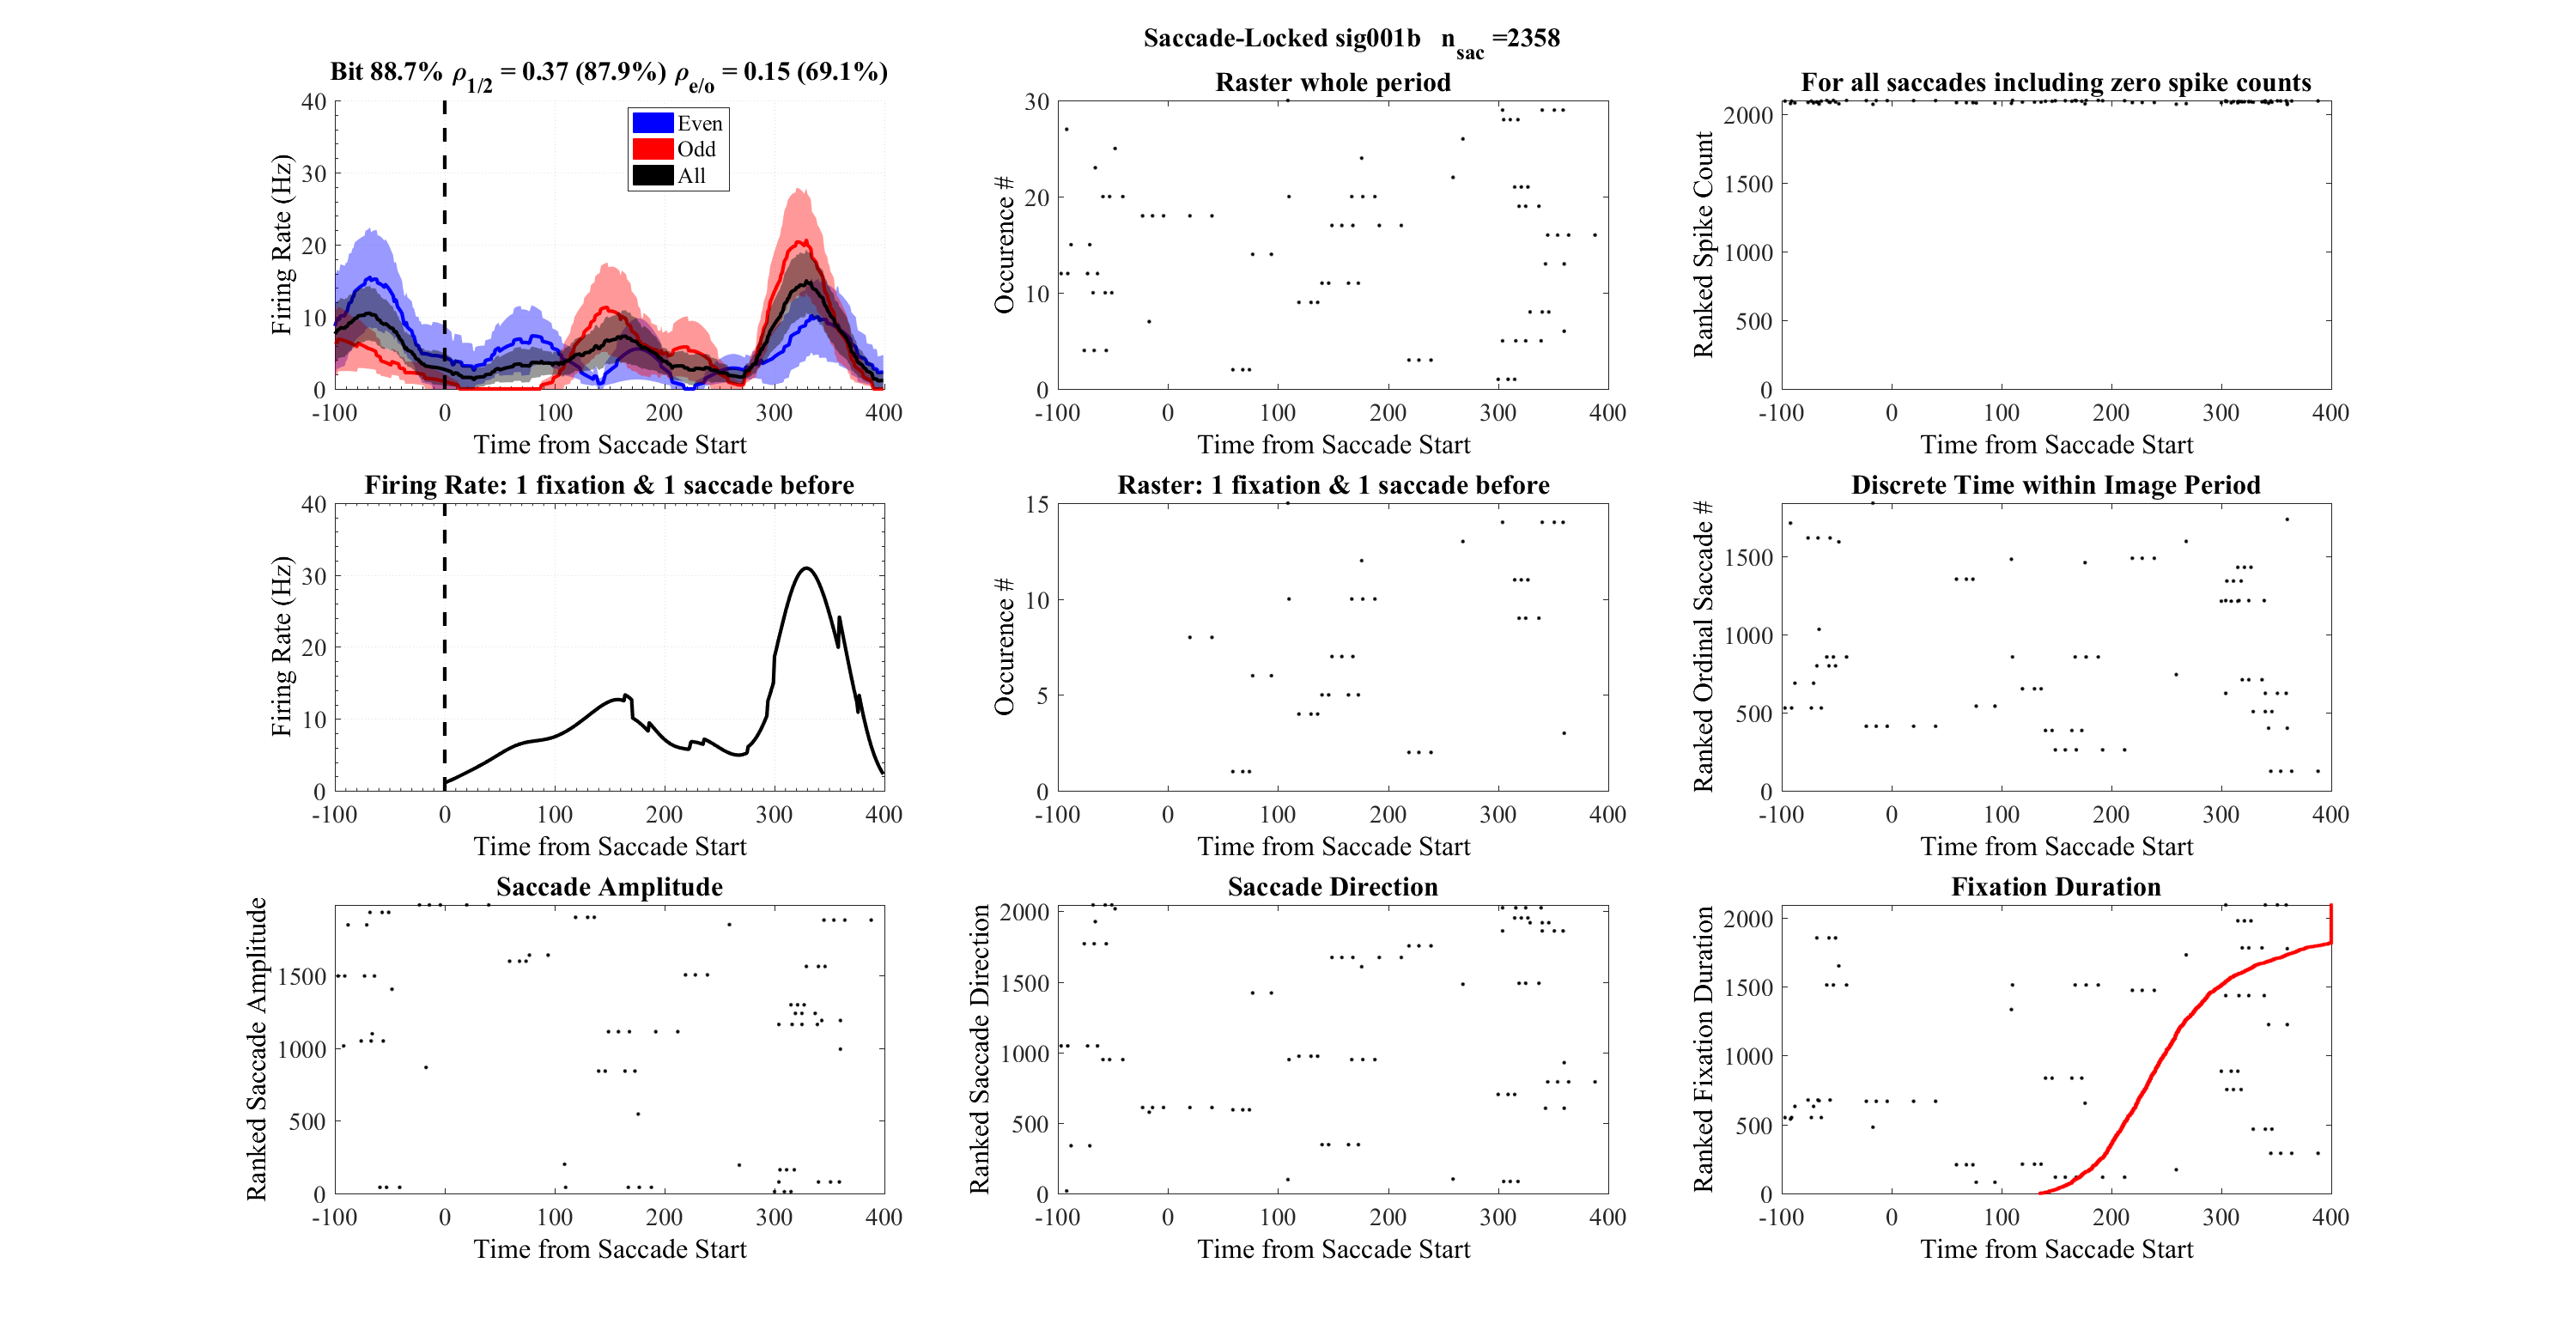 Saccade-Locked sig001b n_sac =2358
Bit 88.7% ρ_1/2 = 0.37 (87.9%) ρ_e/o = 0.15 (69.1%)
40
30
20
10
0
Firing Rate (Hz)
Even
Odd
All
-100 0 100 200 300 400
Time from Saccade Start
Raster whole period
30
20
10
0
Occurence #
-100 0 100 200 300 400
Time from Saccade Start
For all saccades including zero spike counts
2000
1500
1000
500
0
Ranked Spike Count
-100 0 100 200 300 400
Time from Saccade Start
Firing Rate: 1 fixation & 1 saccade before
40
30
20
10
0
Firing Rate (Hz)
-100 0 100 200 300 400
Time from Saccade Start
Raster: 1 fixation & 1 saccade before
15
10
5
0
Occurence #
-100 0 100 200 300 400
Time from Saccade Start
Discrete Time within Image Period
1500
1000
500
0
Ranked Ordinal Saccade #
-100 0 100 200 300 400
Time from Saccade Start
Saccade Amplitude
1500
1000
500
0
Ranked Saccade Amplitude
-100 0 100 200 300 400
Time from Saccade Start
Saccade Direction
2000
1500
1000
500
0
Ranked Saccade Direction
-100 0 100 200 300 400
Time from Saccade Start
Fixation Duration
2000
1500
1000
500
0
Ranked Fixation Duration
-100 0 100 200 300 400
Time from Saccade Start